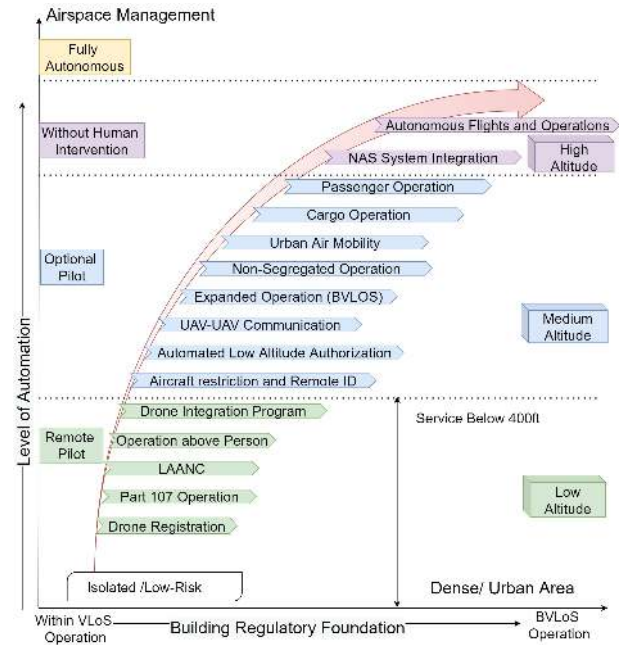 Airspace Management
Fully
Autonomous
Autonomous Flights and Operations
Without Human
Intervention
NAS System Integration
High
Altitude
Passenger Operation
Cargo Operation
Urban Air Mobility
Optional
Pilot
Non-Segregated Operation
Expanded Operation (BVLOS)
UAV-UAV Communication
Medium
Altitude
Automated Low Altitude Authorization
Aircraft restriction and Remote ID
Level of Automation
Drone Integration Program
Service Below 400ft
Remote
Pilot
Operation above Person
LAANC
Part 107 Operation
Low
Altitude
Drone Registration
Isolated /Low-Risk
Dense/ Urban Area
Within VLoS
Operation
Building Regulatory Foundation
BVLoS
Operation